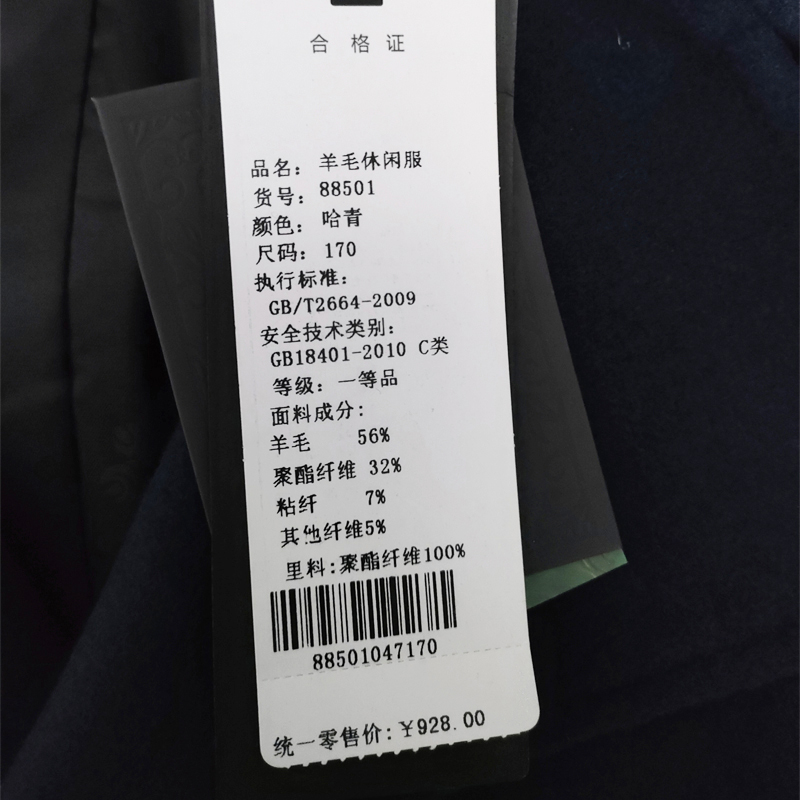 合格证
品名：羊毛休闲服
货号：88501
颜色：哈青
尺码：170
执行标准：
GB/T2664-2009
安全技术类别：
GB18401-2010 C类
等级：一等品
面料成分：
羊毛 56%
聚酯纤维 32%
粘纤 7%
其他纤维5%
里料：聚酯纤维100%
88501047170
统一零售价：￥928.00